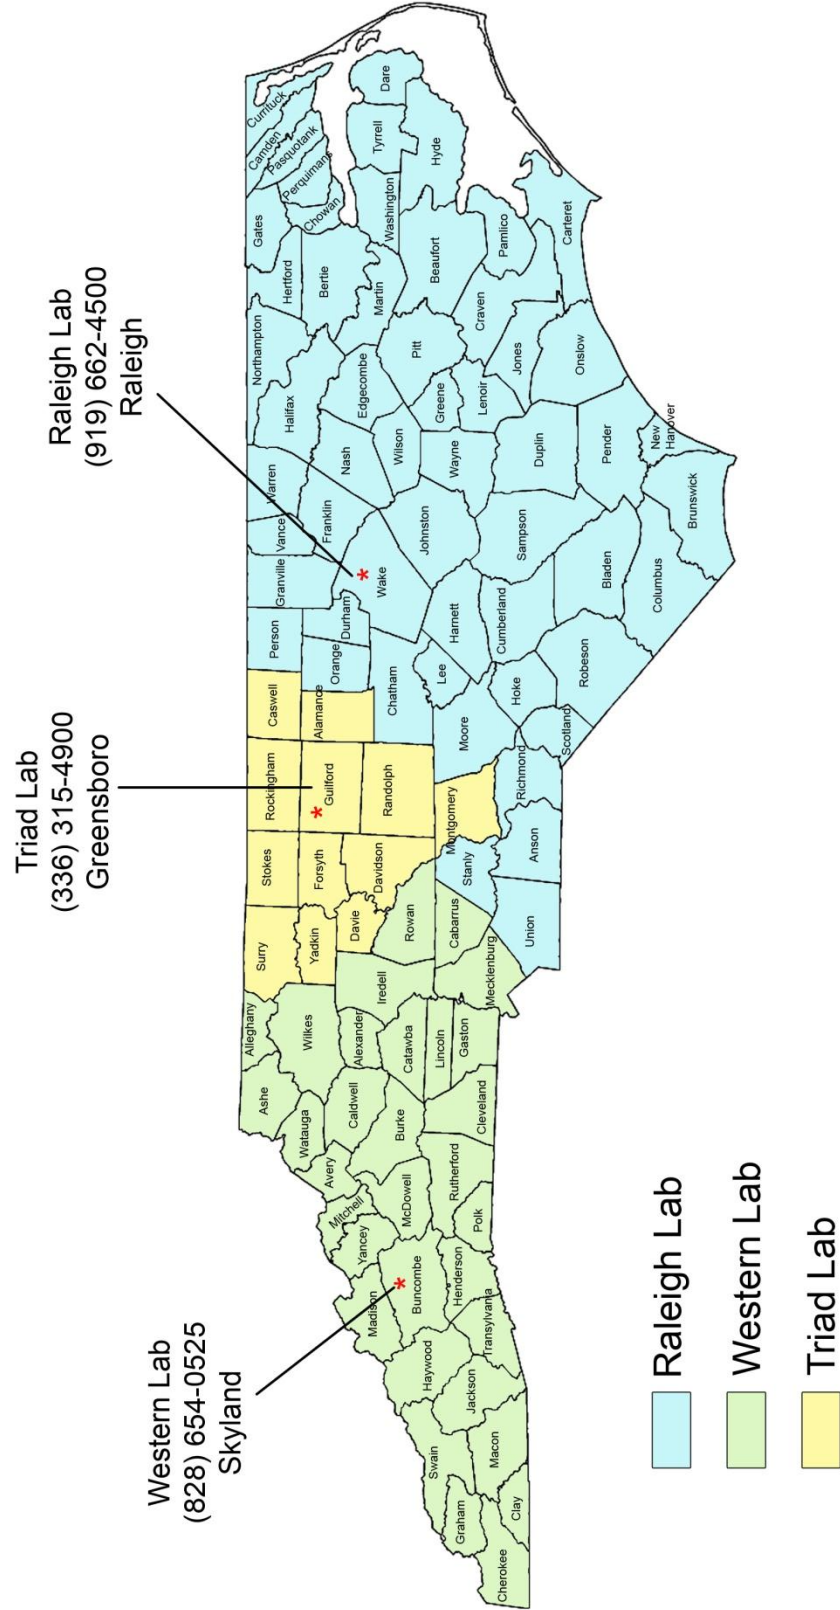 Western Lab
(828) 654-0525
Skyland
Triad Lab
(336) 315-4900
Greensboro
Raleigh Lab
(919) 662-4500
Raleigh
Cherokee
Graham
Clay
Swain
Macon
Jackson
Haywood
Transylvania
Madison
Buncombe
Henderson
Yancey
Mitchell
McDowell
Polk
Rutherford
Avery
Watauga
Ashe
Alleghany
Caldwell
Burke
Cleveland
Wilkes
Alexander
Catawba
Lincoln
Gaston
Iredell
Mecklenburg
Rowan
Cabarrus
Surry
Yadkin
Davie
Stokes
Forsyth
Davidson
Rockingham
Guilford
Randolph
Montgomery
Caswell
Alamance
Stanly
Union
Anson
Richmond
Moore
Scotland
Hoke
Person
Orange
Durham
Chatham
Lee
Granville
Vance
Warren
Franklin
Wake
Harnett
Johnston
Cumberland
Sampson
Robeson
Bladen
Columbus
Brunswick
Northampton
Halifax
Nash
Edgecombe
Wilson
Wayne
Greene
Lenoir
Duplin
Pender
New
Hanover
Onslow
Jones
Pitt
Craven
Gates
Hertford
Bertie
Martin
Beaufort
Pamlico
Carteret
Currituck
Camden
Pasquotank
Perquimans
Chowan
Washington
Tyrrell
Dare
Hyde
Raleigh Lab
Western Lab
Triad Lab